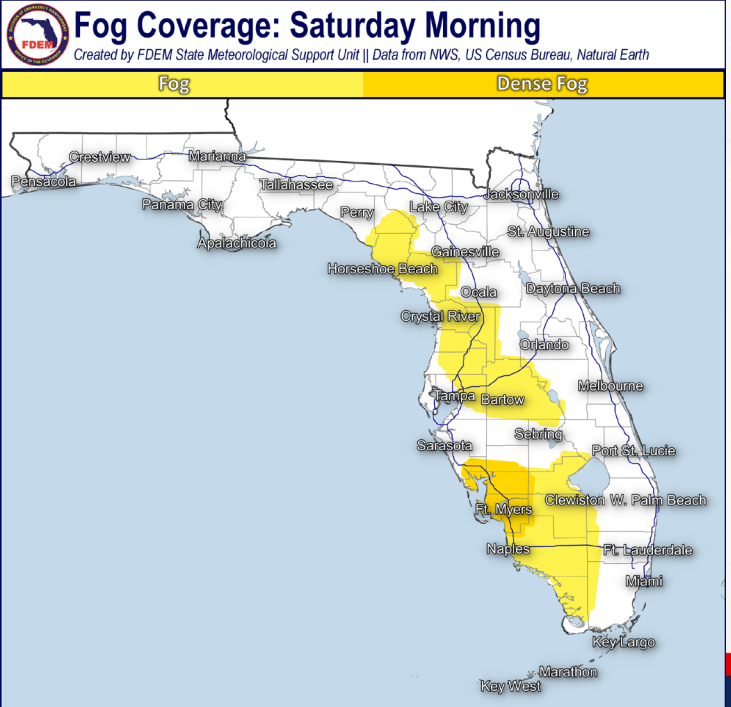 Fog Coverage: Saturday Morning
Created by FDEM State Meteorological Support Unit || Data from NWS, US Census Bureau, Natural Earth
FDEM
Fog
Dense Fog
Crestview
Marianna
Pensacola
Tallahassee
Jacksonville
Panama City
Perry
Lake City
Apalachicola
St. Augustine
Gainesville
Horseshoe Beach
Ocala
Daytona Beach
Crystal River
Orlando
Melbourne
Tampa
Bartow
Sebring
Sarasota
Port St. Lucie
Clewiston
W. Palm Beach
Ft. Myers
Naples
Ft. Lauderdale
Miami
Key Largo
Marathon
Key West